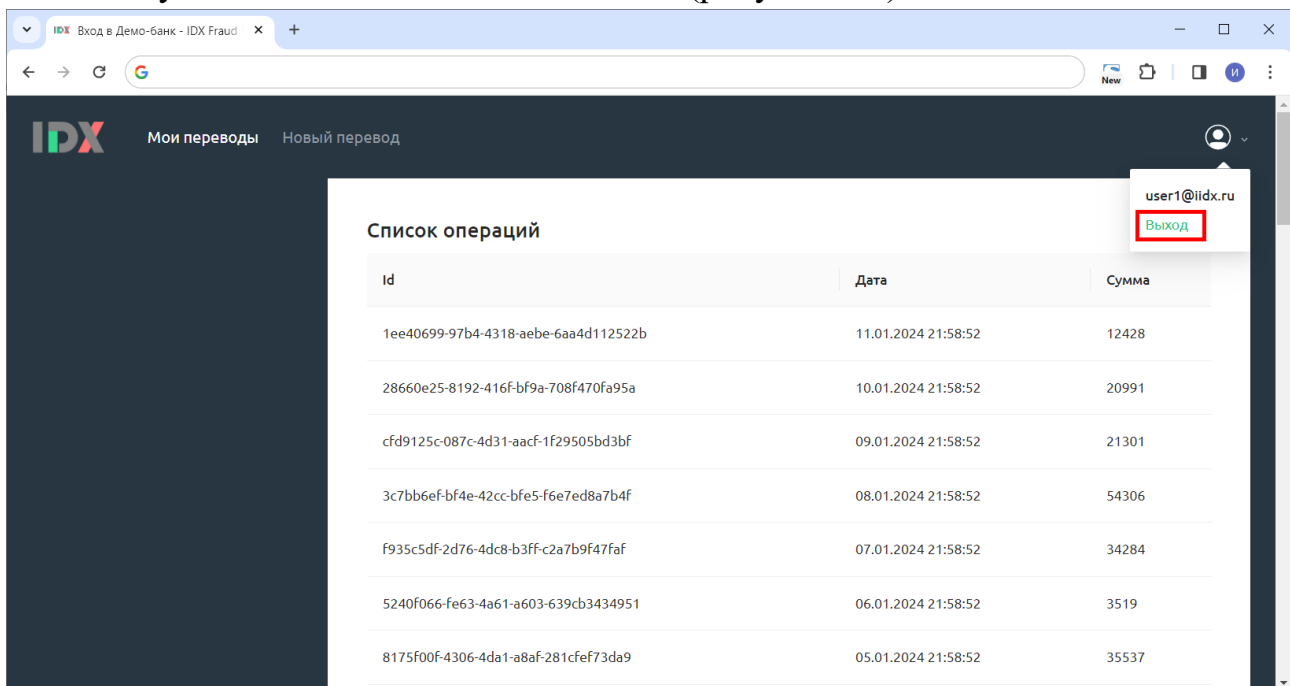 Вход в Демо-банк - IDX Fraud
New
И
IDX
Мои переводы Новый перевод
user1@iidx.ru
Выход
Список операций
Id Дата Сумма
1ee40699-97b4-4318-aebe-6aa4d112522b 11.01.2024 21:58:52 12428
28660e25-8192-416f-bf9a-708f470fa95a 10.01.2024 21:58:52 20991
cfd9125c-087c-4d31-aacf-1f29505bd3bf 09.01.2024 21:58:52 21301
3c7bb6ef-bf4e-42cc-bfe5-f6e7ed8a7b4f 08.01.2024 21:58:52 54306
f935c5df-2d76-4dc8-b3ff-c2a7b9f47faf 07.01.2024 21:58:52 34284
5240f066-fe63-4a61-a603-639cb3434951 06.01.2024 21:58:52 3519
8175f00f-4306-4da1-a8af-281cfef73da9 05.01.2024 21:58:52 35537